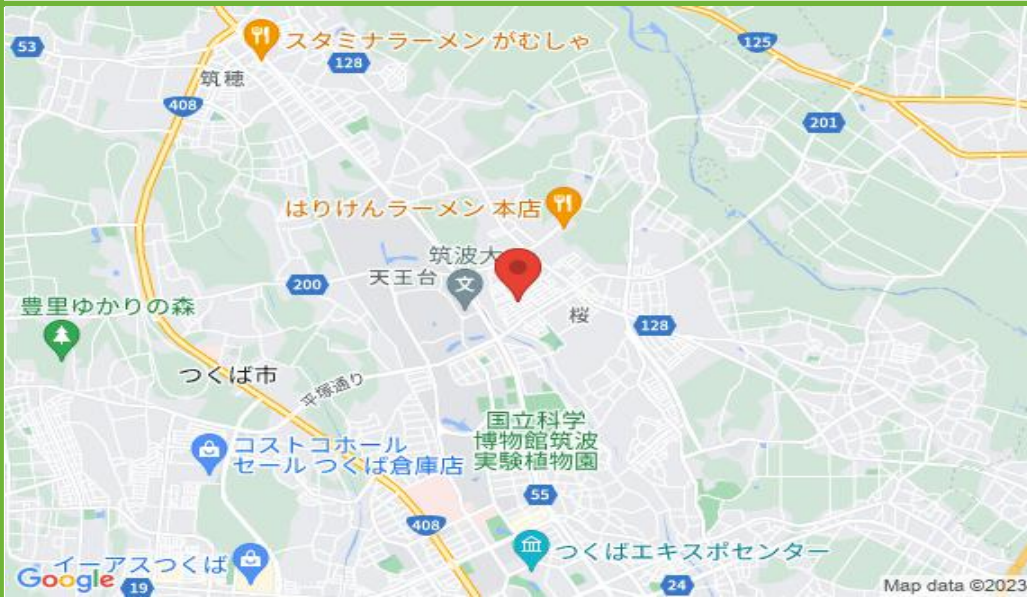 53
スタミナラーメン がむしゃ
125
128
筑穂
408
201
はりけんラーメン 本店
筑波大
天王台
文
200
桜
豊里ゆかりの森
128
つくば市
平塚通り
国立科学
博物館筑波
実験植物園
コストコホール
セール つくば倉庫店
55
408
つくばエキスポセンター
イーアスつくば
Google
19
24
Map data ©2023